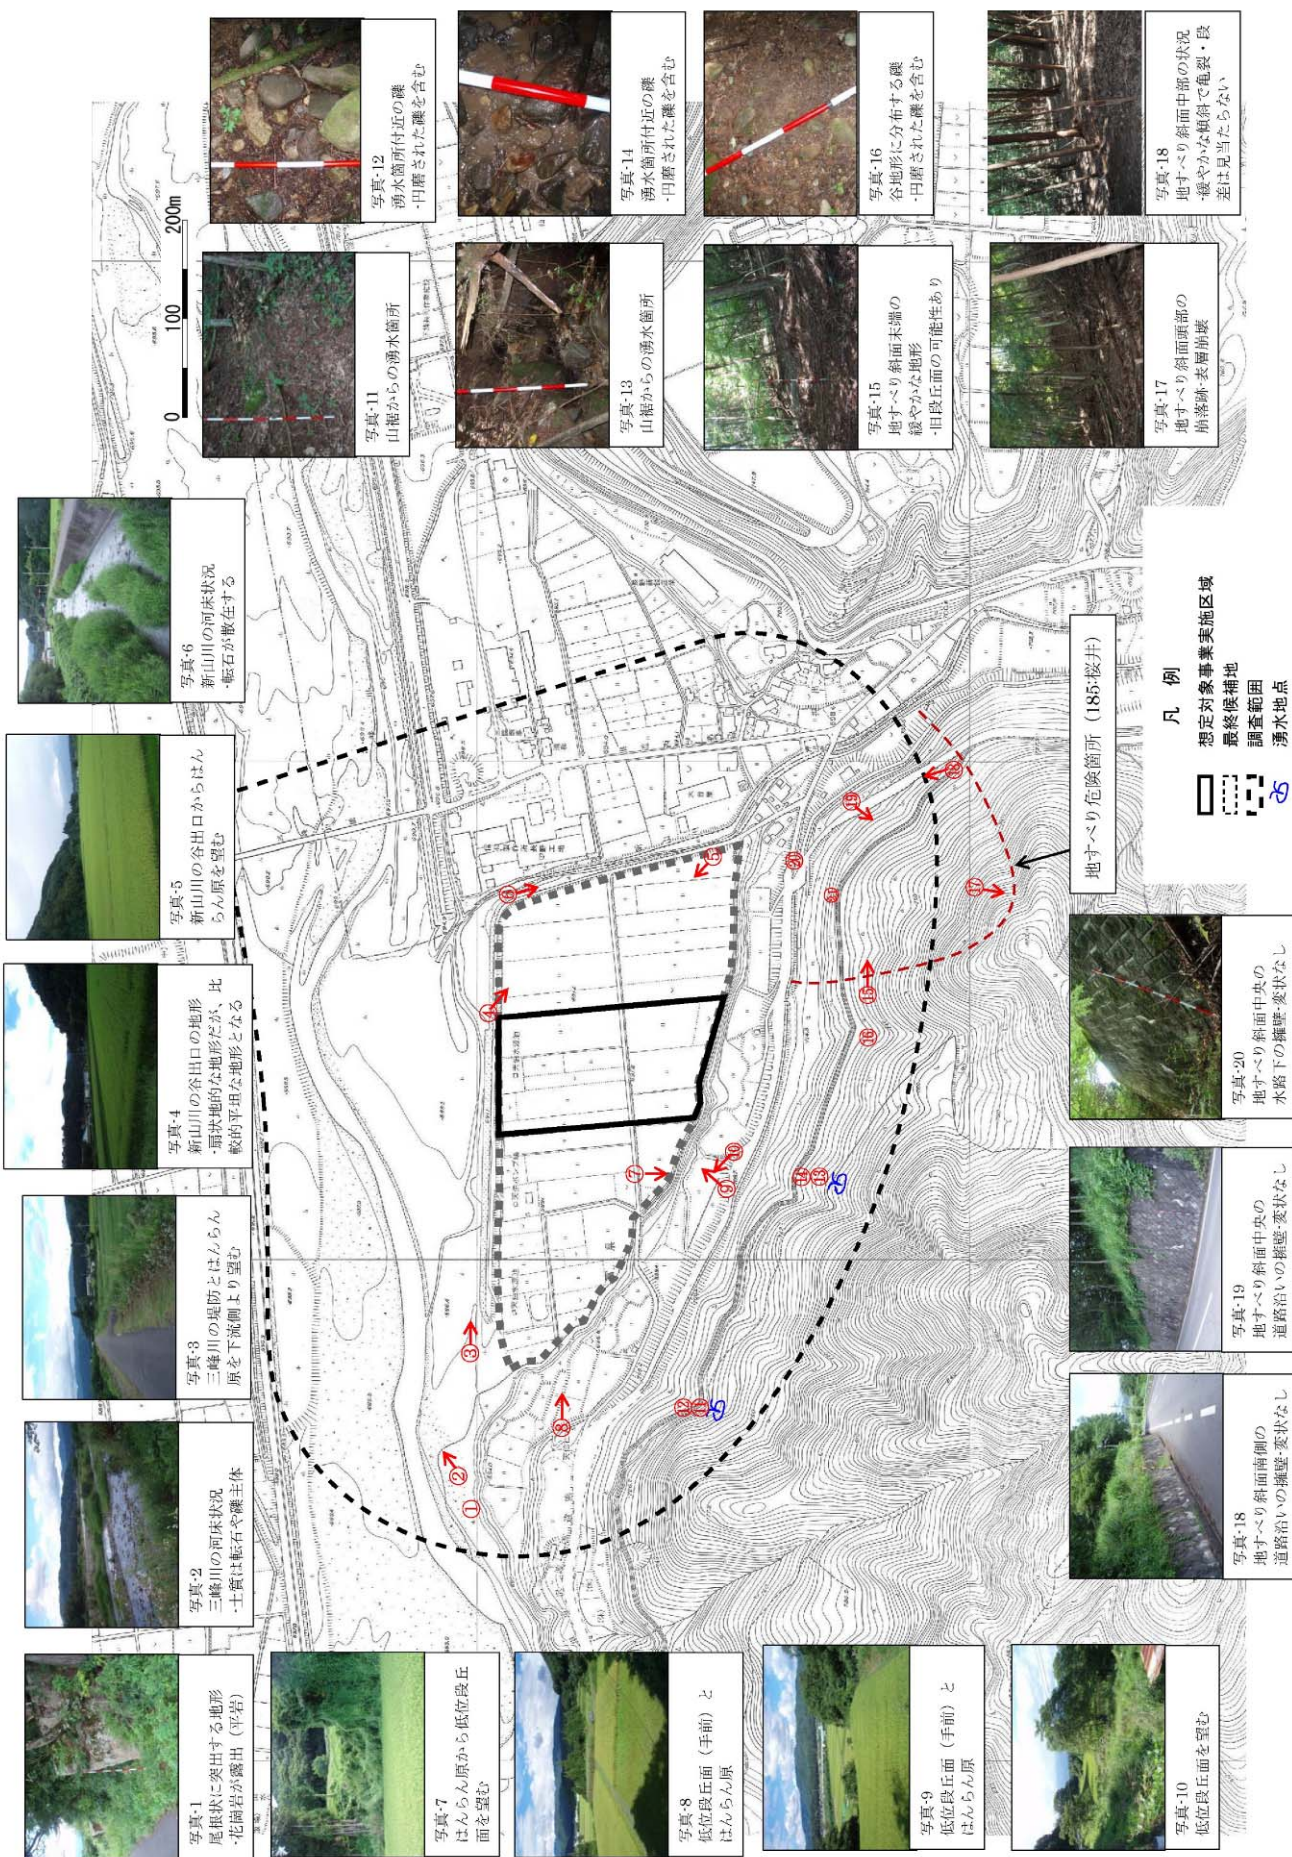 写真-1
尾根状に突出する地形
・花崗岩が露出（平岩）
写真-2
三峰川の河床状況
・土質は転石や礫主体
写真-3
三峰川の堤防とはんらん
原を下流側より望む
写真-4
新山川の谷出口の地形
・扇状地的な地形だが、比
較的平坦な地形となる
写真-5
新山川の谷出口からはん
らん原を望む
写真-6
新山川の河床状況
・転石が散在する
写真-7
はんらん原から低位段丘
面を望む
写真-8
低位段丘面（手前）と
はんらん原
写真-9
低位段丘面（手前）と
はんらん原
写真-10
低位段丘面を望む
0 100 200m
写真-11
山裾からの湧水箇所
写真-12
湧水箇所付近の礫
・円磨された礫を含む
写真-13
山裾からの湧水箇所
写真-14
湧水箇所付近の礫
・円磨された礫を含む
写真-15
地すべり斜面末端の
緩やかな地形
・旧段丘面の可能性あり
写真-16
谷地形に分布する礫
・円磨された礫を含む
写真-17
地すべり斜面頭部の
崩落跡・表層崩壊
写真-18
地すべり斜面中部の状況
・緩やかな傾斜で亀裂・段
差は見当たらない
写真-18
地すべり斜面南側の
道路沿いの擁壁・変状なし
写真-19
地すべり斜面中央の
道路沿いの擁壁・変状なし
写真-20
地すべり斜面中央の
水路下の擁壁・変状なし
地すべり危険箇所（185:桜井）
凡 例
想定対象事業実施区域
最終候補地
調査範囲
湧水地点
①
②
③
④
⑤
⑥
⑦
⑧
⑨
⑩
⑫
⑪
⑭
⑬
⑮
⑯
⑰
⑱
⑲
⑳